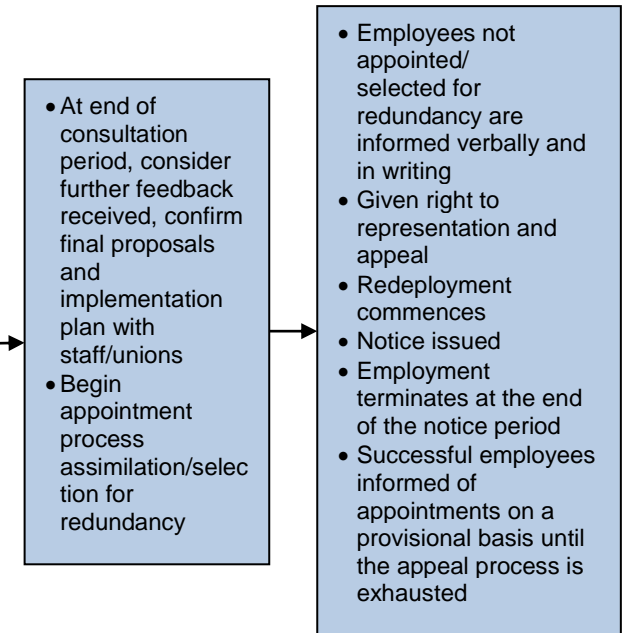 • At end of
consultation
period, consider
further feedback
received, confirm
final proposals
and
implementation
plan with
staff/unions
• Begin
appointment
process
assimilation/selec
tion for
redundancy
• Employees not
appointed/
selected for
redundancy are
informed verbally and
in writing
• Given right to
representation and
appeal
• Redeployment
commences
• Notice issued
• Employment
terminates at the end
of the notice period
• Successful employees
informed of
appointments on a
provisional basis until
the appeal process is
exhausted